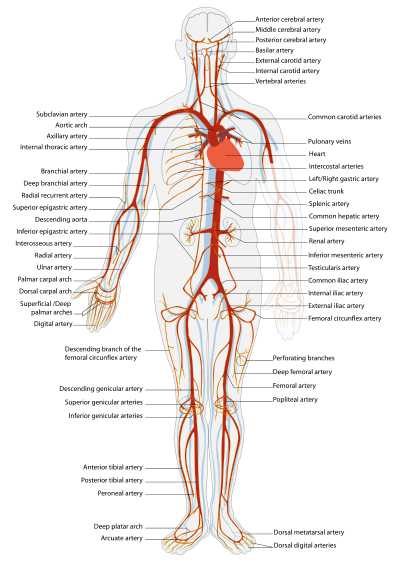 Anterior cerebral artery
Middle cerebral artery
Posterior cerebral artery
Basilar artery
External carotid artery
Internal carotid artery
Vertebral arteries
Common carotid arteries
Pulonary veins
Heart
Intercostal arteries
Left/Right gastric artery
Celiac trunk
Splenic artery
Common hepatic artery
Superior mesenteric artery
Renal artery
Inferior mesenteric artery
Testicularis artery
Common iliac artery
Internal iliac artery
External iliac artery
Femoral circumflex artery
Perforating branches
Deep femoral artery
Femoral artery
Popliteal artery
Dorsal metatarsal artery
Dorsal digital arteries
Subclavian artery
Aortic arch
Axillary artery
Internal thoracic artery
Branchial artery
Deep branchial artery
Radial recurrent artery
Superior epigastric artery
Descending aorta
Inferior epigastric artery
Interosseous artery
Radial artery
Ulnar artery
Palmar carpal arch
Dorsal carpal arch
Superficial /Deep
palmar arches
Digital artery
Descending branch of the
femoral circunflex artery
Descending genicular artery
Superior genicular arteries
Inferior genicular arteries
Anterior tibial artery
Posterior tibial artery
Peroneal artery
Deep platar arch
Arcuate artery